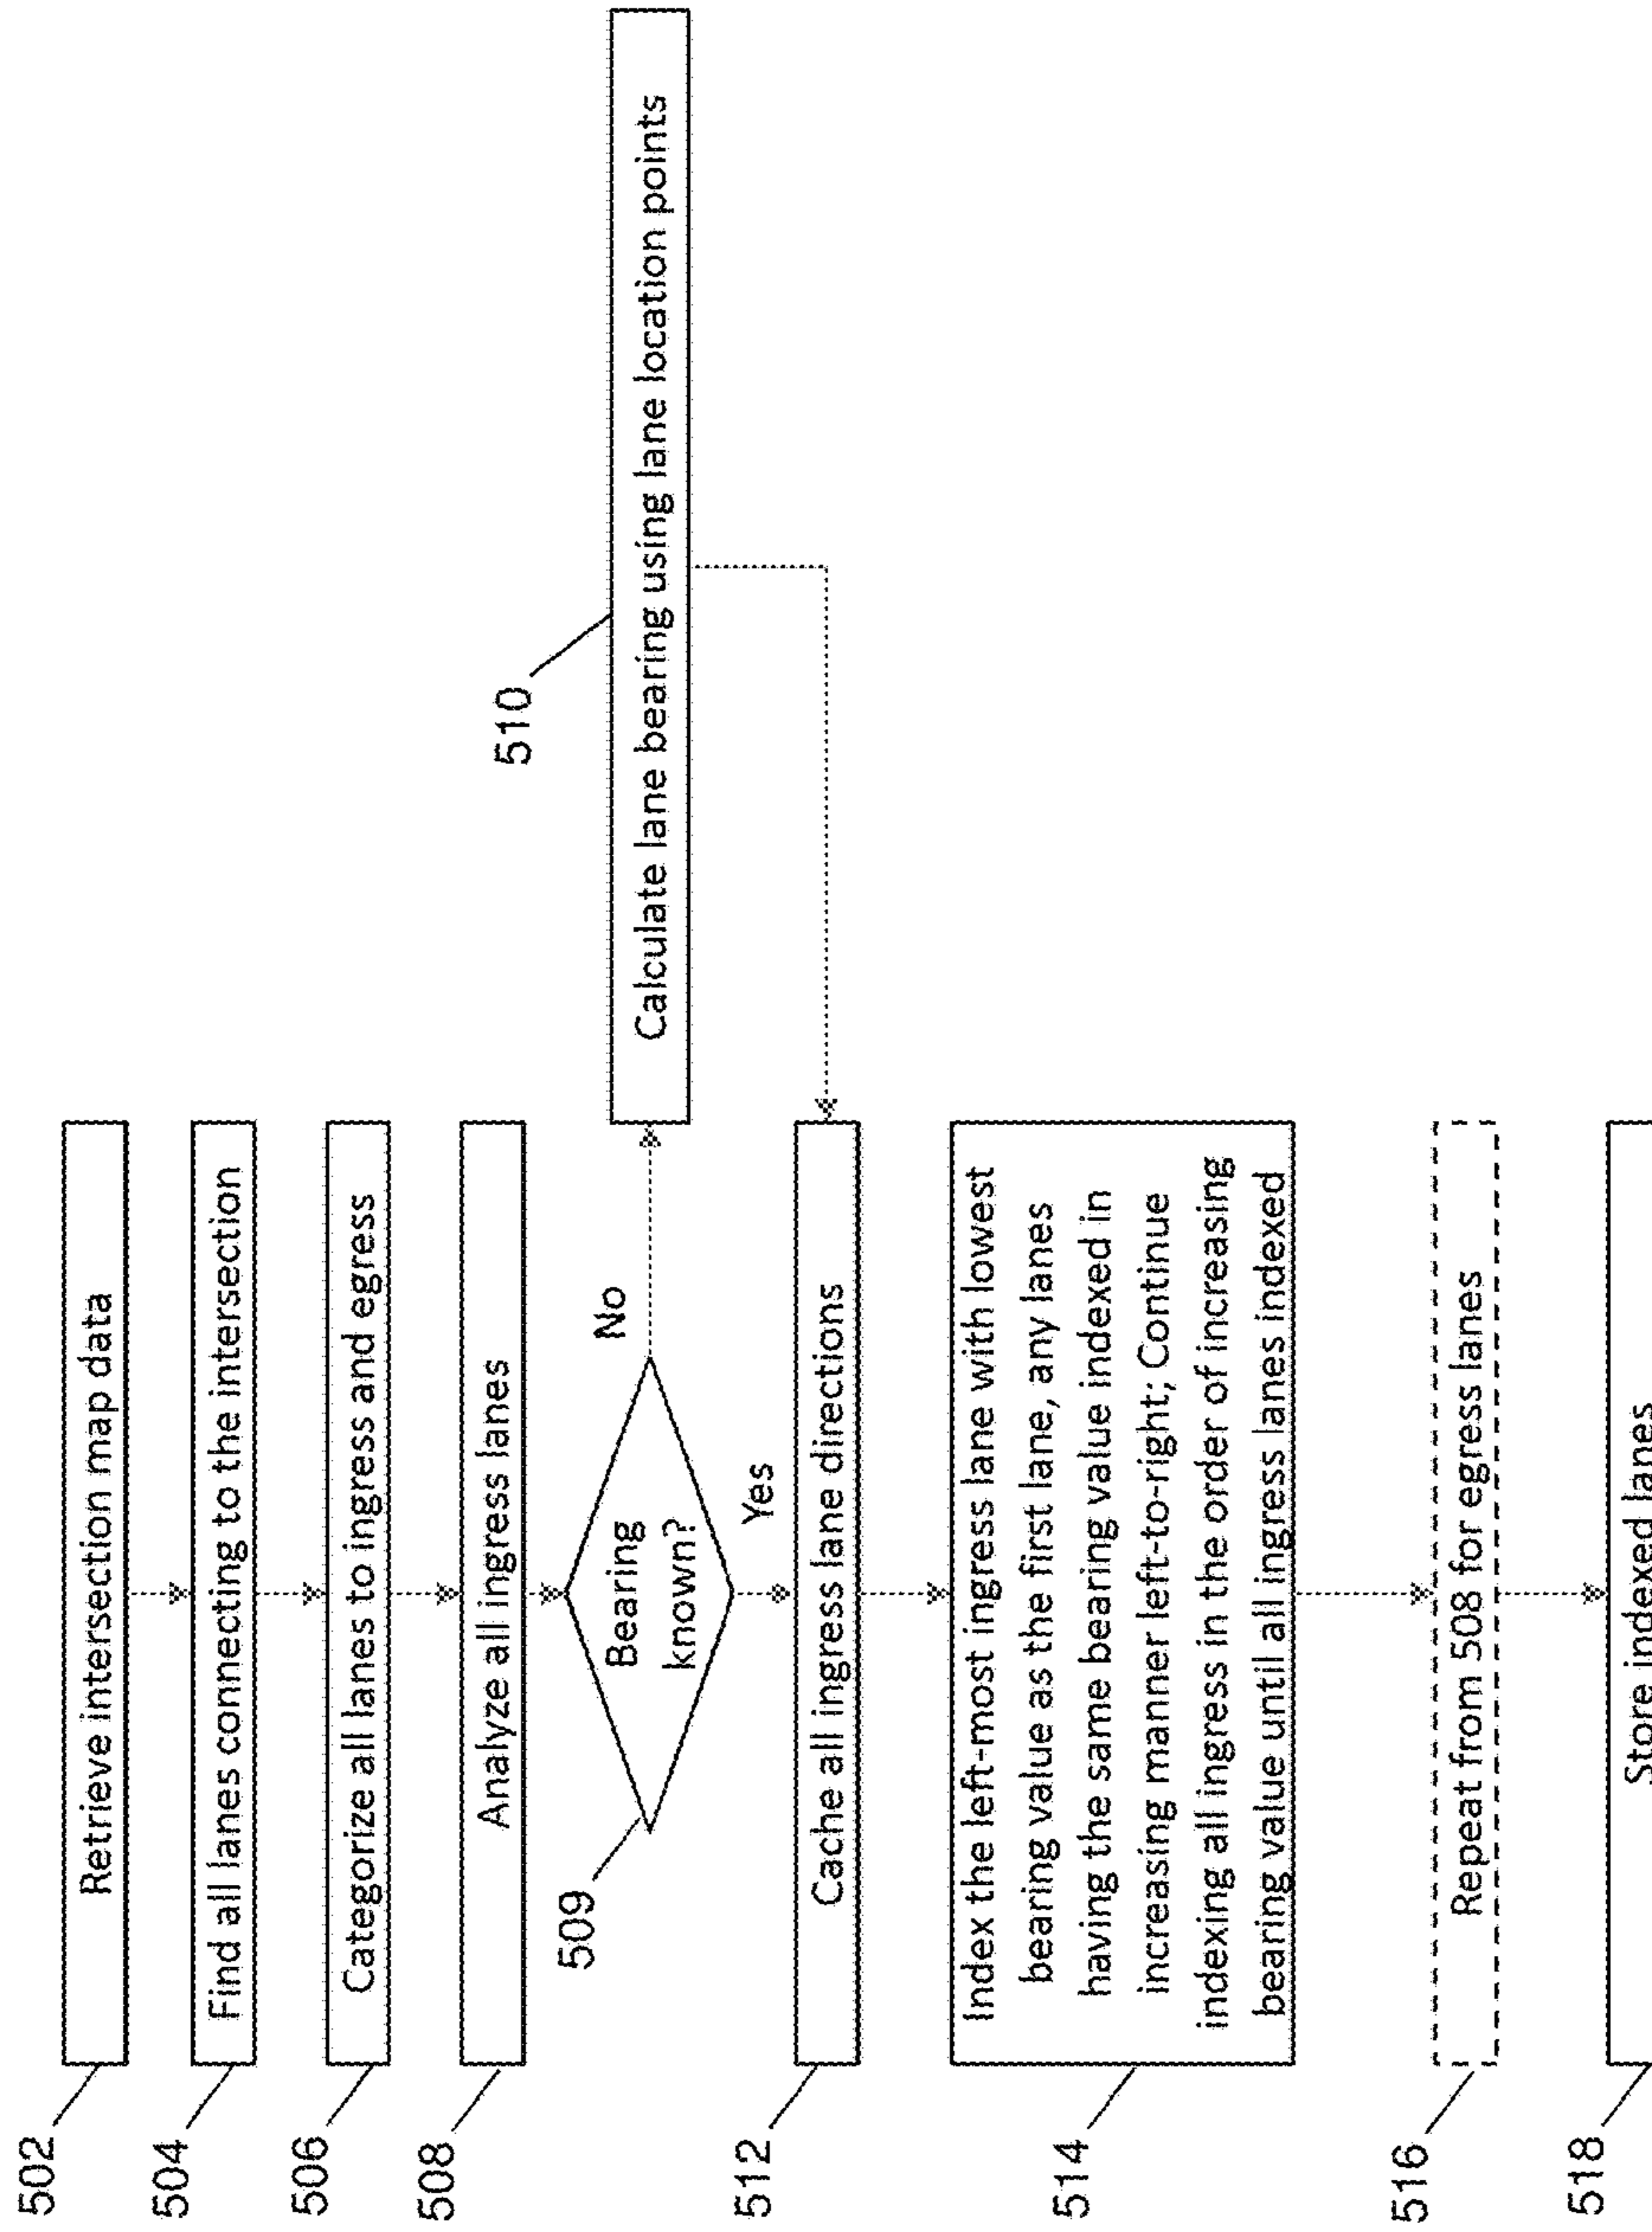 502
Retrieve intersection map data
504
Find all lanes connecting to the intersection
506
Categorize all lanes to ingress and egress
508
Analyze all ingress lanes
509
Bearing
known?
No
510
Calculate lane bearing using lane location points
Yes
512
Cache all ingress lane directions
514
Index the left-most ingress lane with lowest
bearing value as the first lane, any lanes
having the same bearing value indexed in
increasing manner left-to-right; Continue
indexing all ingress in the order of increasing
bearing value until all ingress lanes indexed
516
Repeat from 508 for egress lanes
518
Store indexed lanes